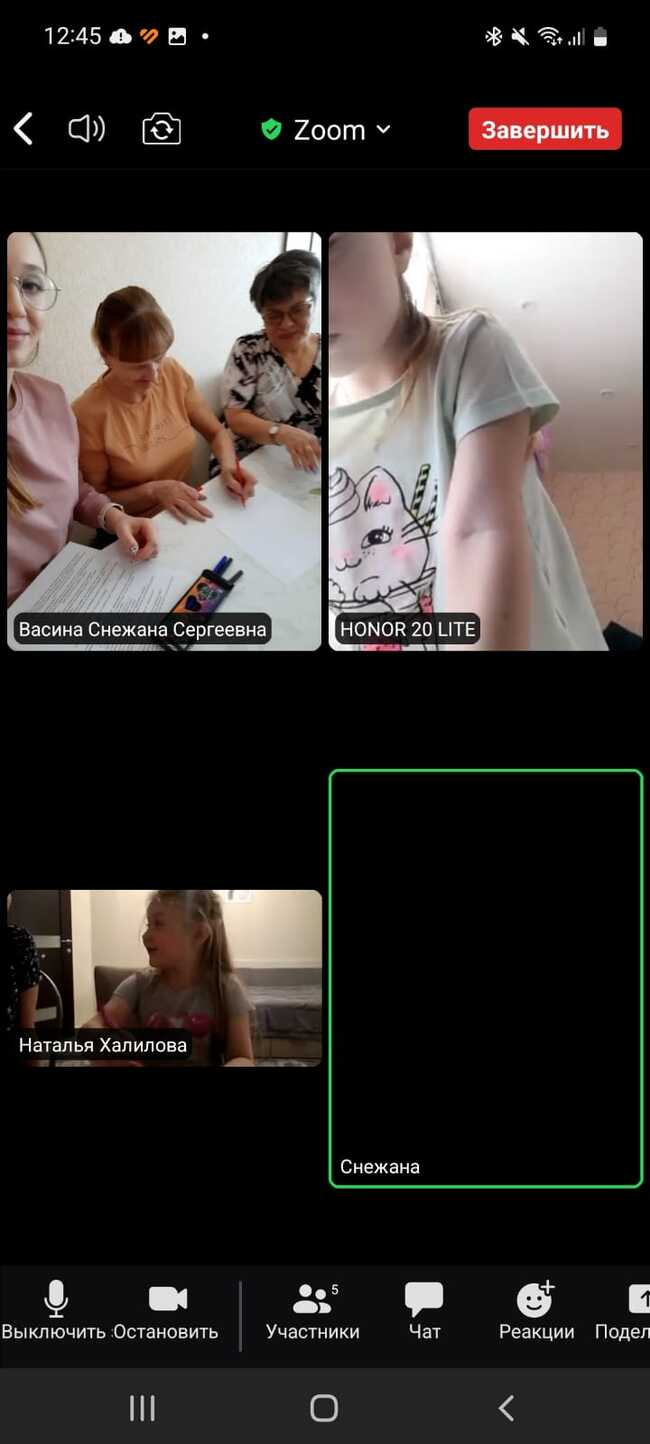 12:45
Zoom
Завершить
Васина Снежана Сергеевна
HONOR 20 LITE
Наталья Халилова
Снежана
5
Выключить
Остановить
Участники
Чат
Реакции
Подел